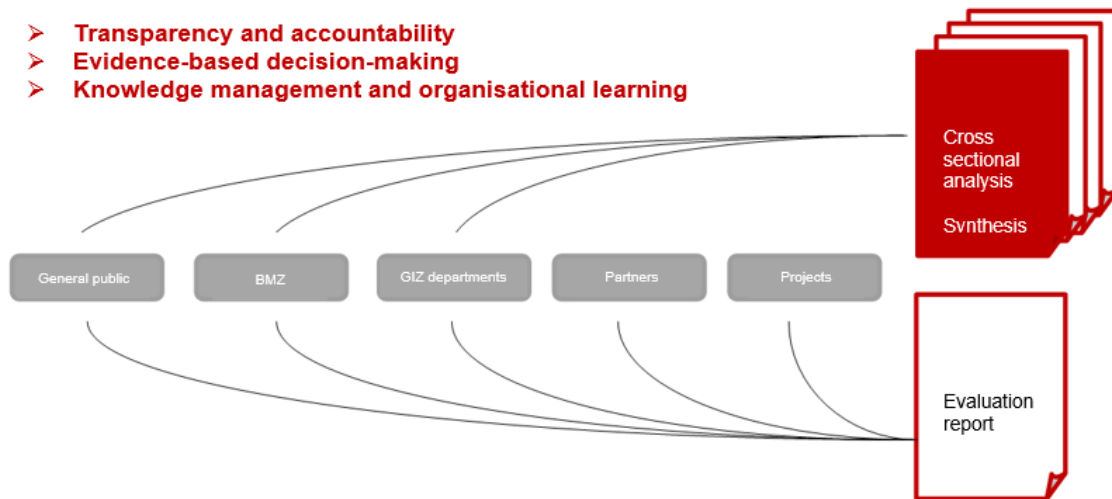 Transparency and accountability
Evidence-based decision-making
Knowledge management and organisational learning
Cross
sectional
analysis
Synthesis
General public
BMZ
GIZ departments
Partners
Projects
Evaluation
report